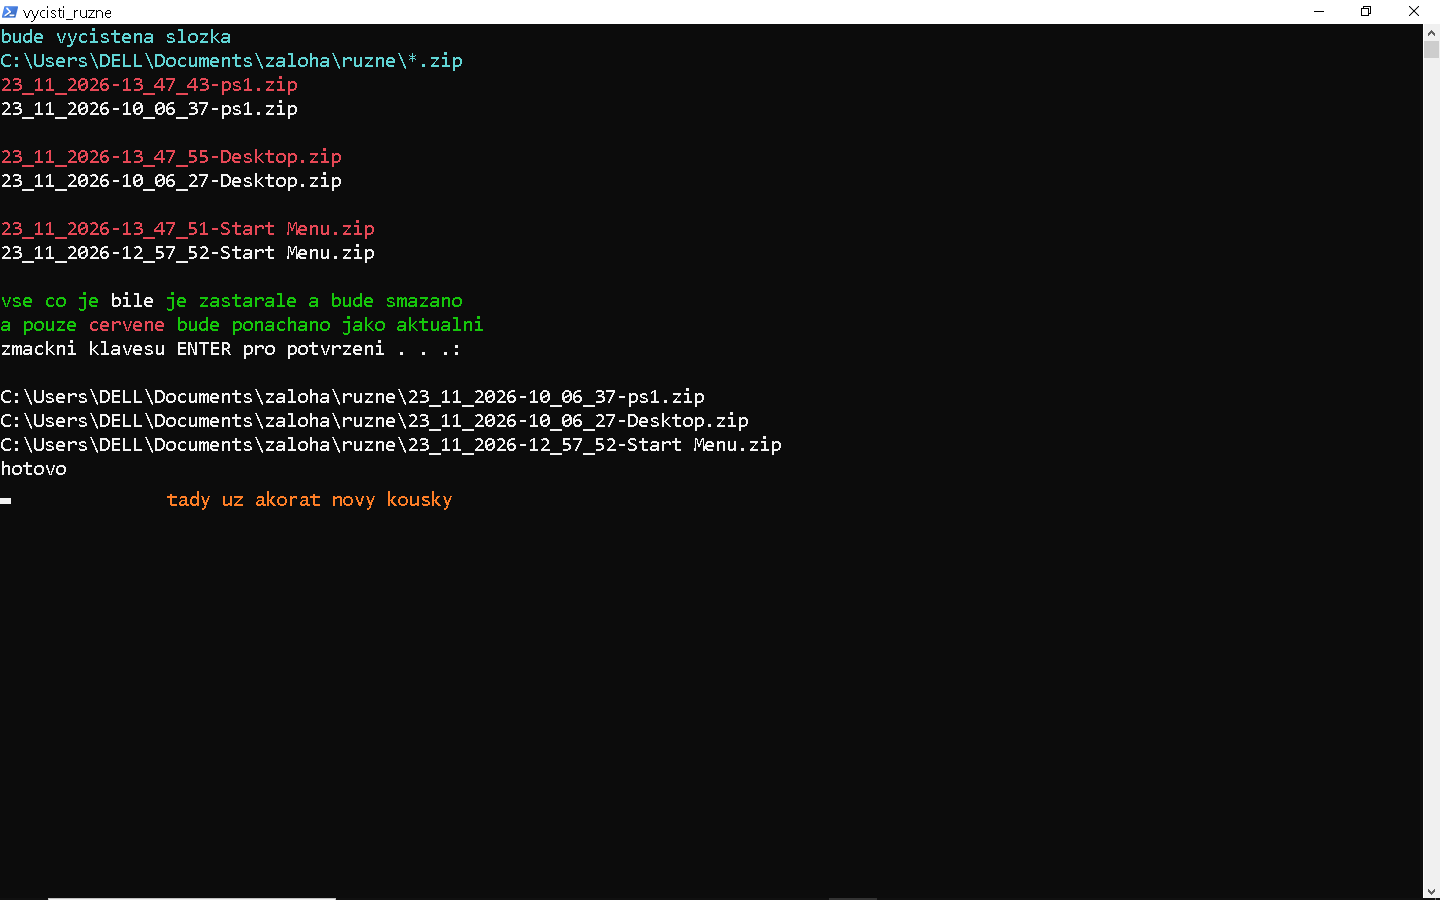 vycisti_ruzne
bude vycistena slozka
C:\Users\DELL\Documents\zaloha\ruzne\*.zip
23_11_2026-13_47_43-ps1.zip
23_11_2026-10_06_37-ps1.zip
23_11_2026-13_47_55-Desktop.zip
23_11_2026-10_06_27-Desktop.zip
23_11_2026-13_47_51-Start Menu.zip
23_11_2026-12_57_52-Start Menu.zip
vse co je bile je zastarale a bude smazano
a pouze cervene bude ponachano jako aktualni
zmackni klavesu ENTER pro potvrzeni . . .:
C:\Users\DELL\Documents\zaloha\ruzne\23_11_2026-10_06_37-ps1.zip
C:\Users\DELL\Documents\zaloha\ruzne\23_11_2026-10_06_27-Desktop.zip
C:\Users\DELL\Documents\zaloha\ruzne\23_11_2026-12_57_52-Start Menu.zip
hotovo
tady uz akorat novy kousky